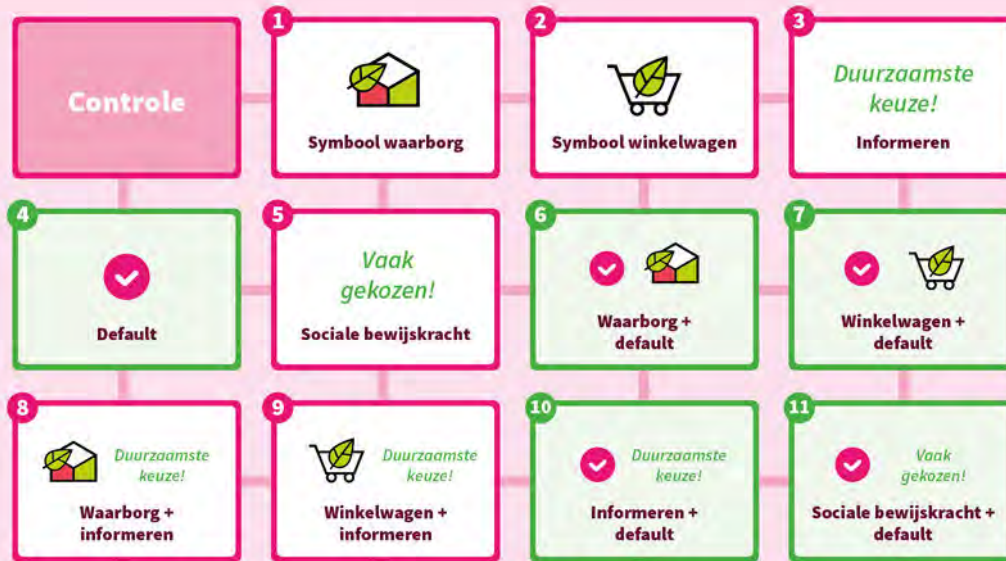 Controle
1
Symbool waarborg
2
Symbool winkelwagen
3
Duurzaamste
keuze!
Informeren
4
Default
5
Vaak
gekozen!
Sociale bewijskracht
6
Waarborg +
default
7
Winkelwagen +
default
8
Duurzaamste
keuze!
Waarborg +
informeren
9
Duurzaamste
keuze!
Winkelwagen +
informeren
10
Duurzaamste
keuze!
Informeren +
default
11
Vaak
gekozen!
Sociale bewijskracht +
default